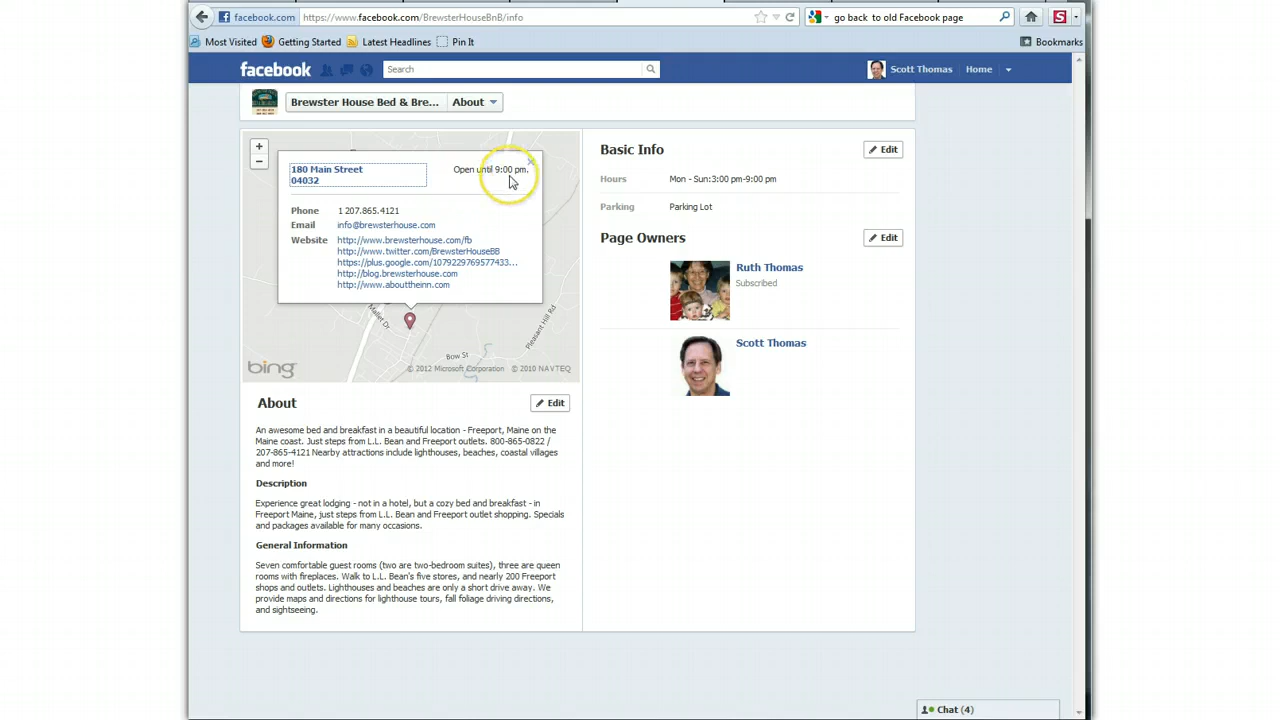 facebook.com https://www.facebook.com/BrewsterHouseBnB/info go back to old Facebook page S
Most Visited Getting Started Latest Headlines Pin It Bookmarks
facebook Search Scott Thomas Home
Brewster House Bed & Bre... About
+
−
180 Main Street Open until 9:00 pm.
04032
Phone 1 207.865.4121
Email info@brewsterhouse.com
Website http://www.brewsterhouse.com/fb
http://www.twitter.com/BrewsterHouseBB
https://plus.google.com/1079229769577433...
http://blog.brewsterhouse.com
http://www.abouttheinn.com
Mallet Dr.
Pleasant Hill Rd
Bow St
bing © 2012 Microsoft Corporation © 2010 NAVTEQ
About Edit
An awesome bed and breakfast in a beautiful location - Freeport, Maine on the
Maine coast. Just steps from L.L. Bean and Freeport outlets. 800-865-0822 /
207-865-4121 Nearby attractions include lighthouses, beaches, coastal villages
and more!
Description
Experience great lodging - not in a hotel, but a cozy bed and breakfast - in
Freeport Maine, just steps from L.L. Bean and Freeport outlet shopping. Specials
and packages available for many occasions.
General Information
Seven comfortable guest rooms (two are two-bedroom suites), three are queen
rooms with fireplaces. Walk to L.L. Bean's five stores, and nearly 200 Freeport
shops and outlets. Lighthouses and beaches are only a short drive away. We
provide maps and directions for lighthouse tours, fall foliage driving directions,
and sightseeing.
Basic Info Edit
Hours Mon - Sun:3:00 pm-9:00 pm
Parking Parking Lot
Page Owners Edit
Ruth Thomas
Subscribed
Scott Thomas
Chat (4)